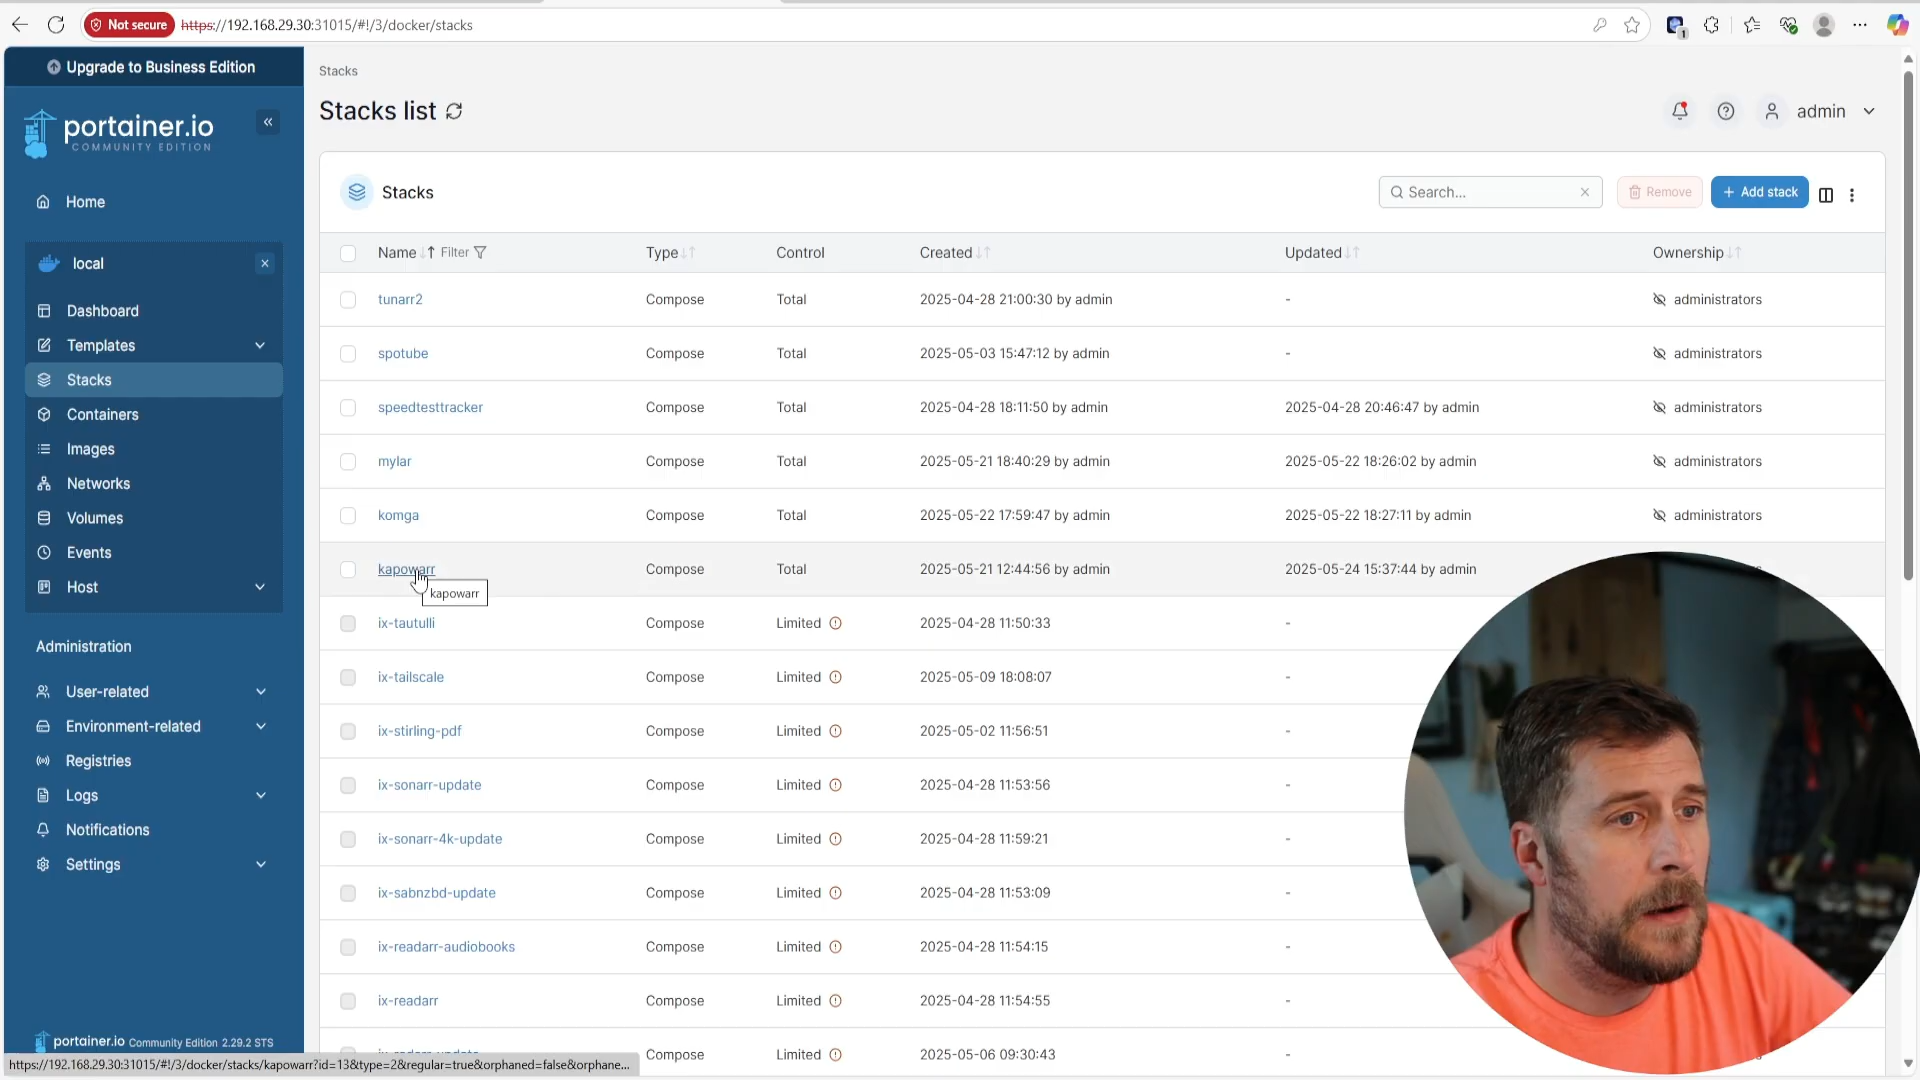 Not secure
https://192.168.29.30:31015/#!/3/docker/stacks
1
Upgrade to Business Edition
portainer.io
COMMUNITY EDITION
Home
local
Dashboard
Templates
Stacks
Containers
Images
Networks
Volumes
Events
Host
Administration
User-related
Environment-related
Registries
Logs
Notifications
Settings
portainer.io Community Edition 2.29.2 STS
Stacks
Stacks list
admin
Stacks
Search...
Remove
+ Add stack
Name Filter Type Control Created Updated Ownership
tunarr2 Compose Total 2025-04-28 21:00:30 by admin - administrators
spotube Compose Total 2025-05-03 15:47:12 by admin - administrators
speedtesttracker Compose Total 2025-04-28 18:11:50 by admin 2025-04-28 20:46:47 by admin administrators
mylar Compose Total 2025-05-21 18:40:29 by admin 2025-05-22 18:26:02 by admin administrators
komga Compose Total 2025-05-22 17:59:47 by admin 2025-05-22 18:27:11 by admin administrators
kapowarr Compose Total 2025-05-21 12:44:56 by admin 2025-05-24 15:37:44 by admin
kapowarr
ix-tautulli Compose Limited 2025-04-28 11:50:33 -
ix-tailscale Compose Limited 2025-05-09 18:08:07 -
ix-stirling-pdf Compose Limited 2025-05-02 11:56:51 -
ix-sonarr-update Compose Limited 2025-04-28 11:53:56 -
ix-sonarr-4k-update Compose Limited 2025-04-28 11:59:21 -
ix-sabnzbd-update Compose Limited 2025-04-28 11:53:09 -
ix-readarr-audiobooks Compose Limited 2025-04-28 11:54:15 -
ix-readarr Compose Limited 2025-04-28 11:54:55 -
Compose Limited 2025-05-06 09:30:43 -
https://192.168.29.30:31015/#!/3/docker/stacks/kapowarr?id=13&type=2&regular=true&orphaned=false&orphane...